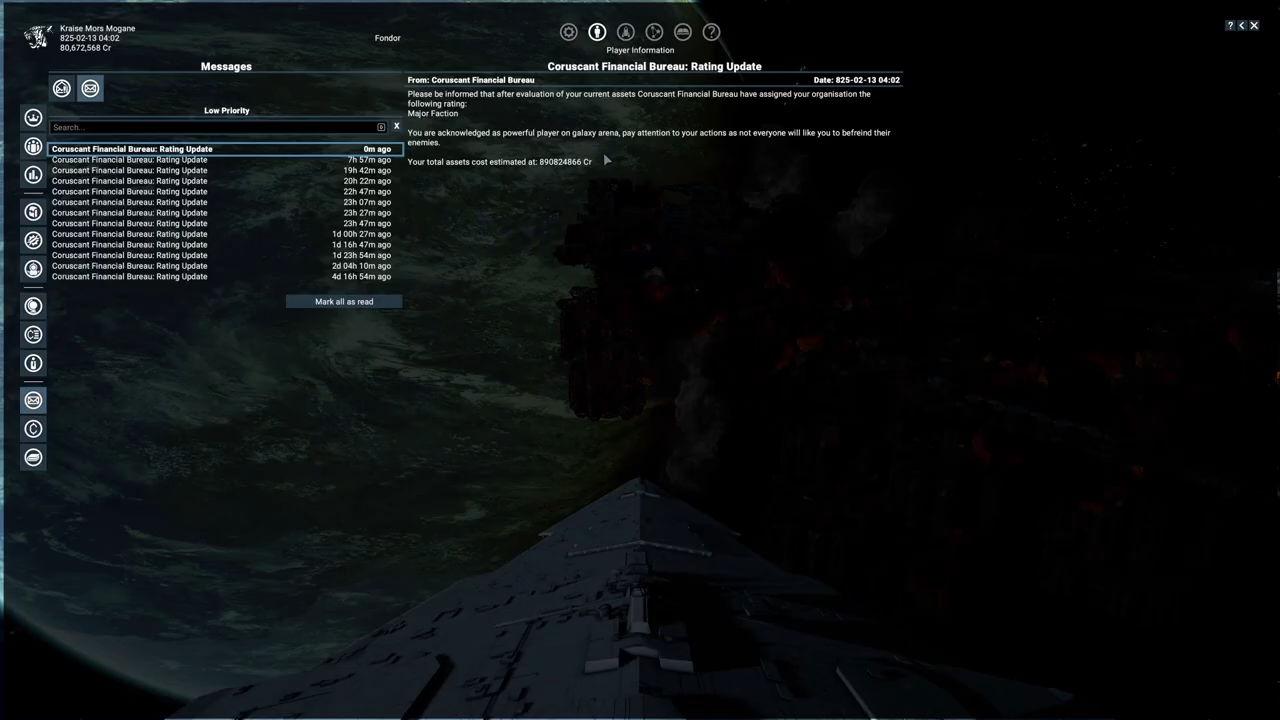 Kraise Mors Mogane
825-02-13 04:02
80,672,568 Cr
Fondor
Player Information
? < X
Messages
Low Priority
Search...
X
Coruscant Financial Bureau: Rating Update 0m ago
Coruscant Financial Bureau: Rating Update 7h 57m ago
Coruscant Financial Bureau: Rating Update 19h 42m ago
Coruscant Financial Bureau: Rating Update 20h 22m ago
Coruscant Financial Bureau: Rating Update 22h 47m ago
Coruscant Financial Bureau: Rating Update 23h 07m ago
Coruscant Financial Bureau: Rating Update 23h 27m ago
Coruscant Financial Bureau: Rating Update 23h 47m ago
Coruscant Financial Bureau: Rating Update 1d 00h 27m ago
Coruscant Financial Bureau: Rating Update 1d 16h 47m ago
Coruscant Financial Bureau: Rating Update 1d 23h 54m ago
Coruscant Financial Bureau: Rating Update 2d 04h 10m ago
Coruscant Financial Bureau: Rating Update 4d 16h 54m ago
Mark all as read
Coruscant Financial Bureau: Rating Update
From: Coruscant Financial Bureau Date: 825-02-13 04:02
Please be informed that after evaluation of your current assets Coruscant Financial Bureau have assigned your organisation the
following rating:
Major Faction
You are acknowledged as powerful player on galaxy arena, pay attention to your actions as not everyone will like you to befreind their
enemies.
Your total assets cost estimated at: 890824866 Cr